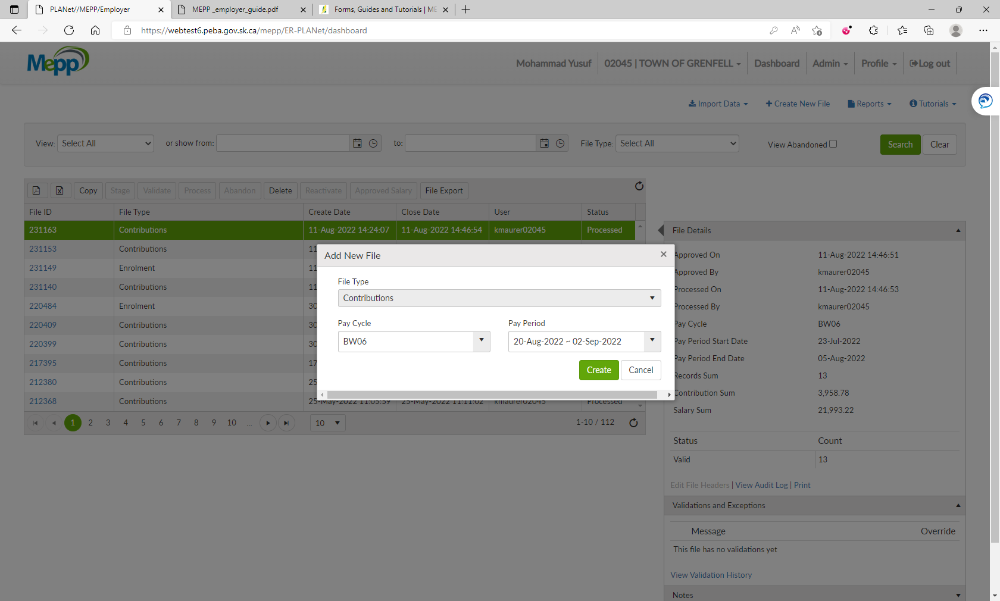 PLANet//MEPP/Employer
MEPP _employer_guide.pdf
Forms, Guides and Tutorials | ME
https://webtest6.peba.gov.sk.ca/mepp/ER-PLANet/dashboard
Mepp
Mohammad Yusuf
02045 | TOWN OF GRENFELL
Dashboard
Admin
Profile
Log out
Import Data
Create New File
Reports
Tutorials
View: Select All
or show from:
to:
File Type: Select All
View Abandoned
Search
Clear
Copy Stage Validate Process Abandon Delete Reactivate Approved Salary File Export
File ID File Type Create Date Close Date User Status
231163 Contributions 11-Aug-2022 14:24:07 11-Aug-2022 14:46:54 kmaurer02045 Processed
231153 Contributions 11
231149 Enrolment 11
231140 Contributions 11
220484 Enrolment 30
220409 Contributions 30
220399 Contributions 30
217395 Contributions 17
212380 Contributions 25
212368 Contributions 25-May-2022 11:05:59 25-May-2022 11:11:02 kmaurer02045 Processed
1 2 3 4 5 6 7 8 9 10 ...
10
1-10 / 112
Add New File
File Type
Contributions
Pay Cycle
BW06
Pay Period
20-Aug-2022 ~ 02-Sep-2022
Create
Cancel
File Details
Approved On 11-Aug-2022 14:46:51
Approved By kmaurer02045
Processed On 11-Aug-2022 14:46:53
Processed By kmaurer02045
Pay Cycle BW06
Pay Period Start Date 23-Jul-2022
Pay Period End Date 05-Aug-2022
Records Sum 13
Contribution Sum 3,958.78
Salary Sum 21,993.22
Status Count
Valid 13
Edit File Headers | View Audit Log | Print
Validations and Exceptions
Message Override
This file has no validations yet
View Validation History
Notes